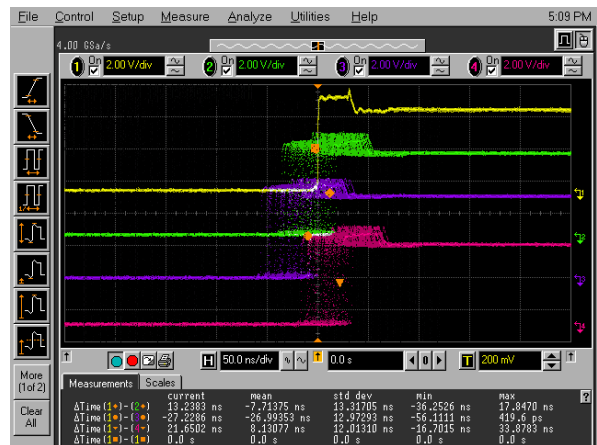 File Control Setup Measure Analyze Utilities Help 5:09 PM
4.00 GSa/s
1 On 2.00 V/div 2 On 2.00 V/div 3 On 2.00 V/div 4 On 2.00 V/div
1
2
3
4
More
(1of 2)
Clear
All
H 50.0 ns/div 0.0 s 0 T 200 mV
Measurements Scales ?
current mean std dev min max
ΔTime(1)-(2) 13.2383 ns -7.71375 ns 13.31705 ns -36.2526 ns 17.8470 ns
ΔTime(1)-(3) -27.2286 ns -26.99353 ns 12.97293 ns -56.1111 ns 419.6 ps
ΔTime(1)-(4) 21.6502 ns 8.13077 ns 12.01310 ns -16.7015 ns 33.8783 ns
ΔTime(1)-(1) 0.0 s 0.0 s 0.0 s 0.0 s 0.0 s